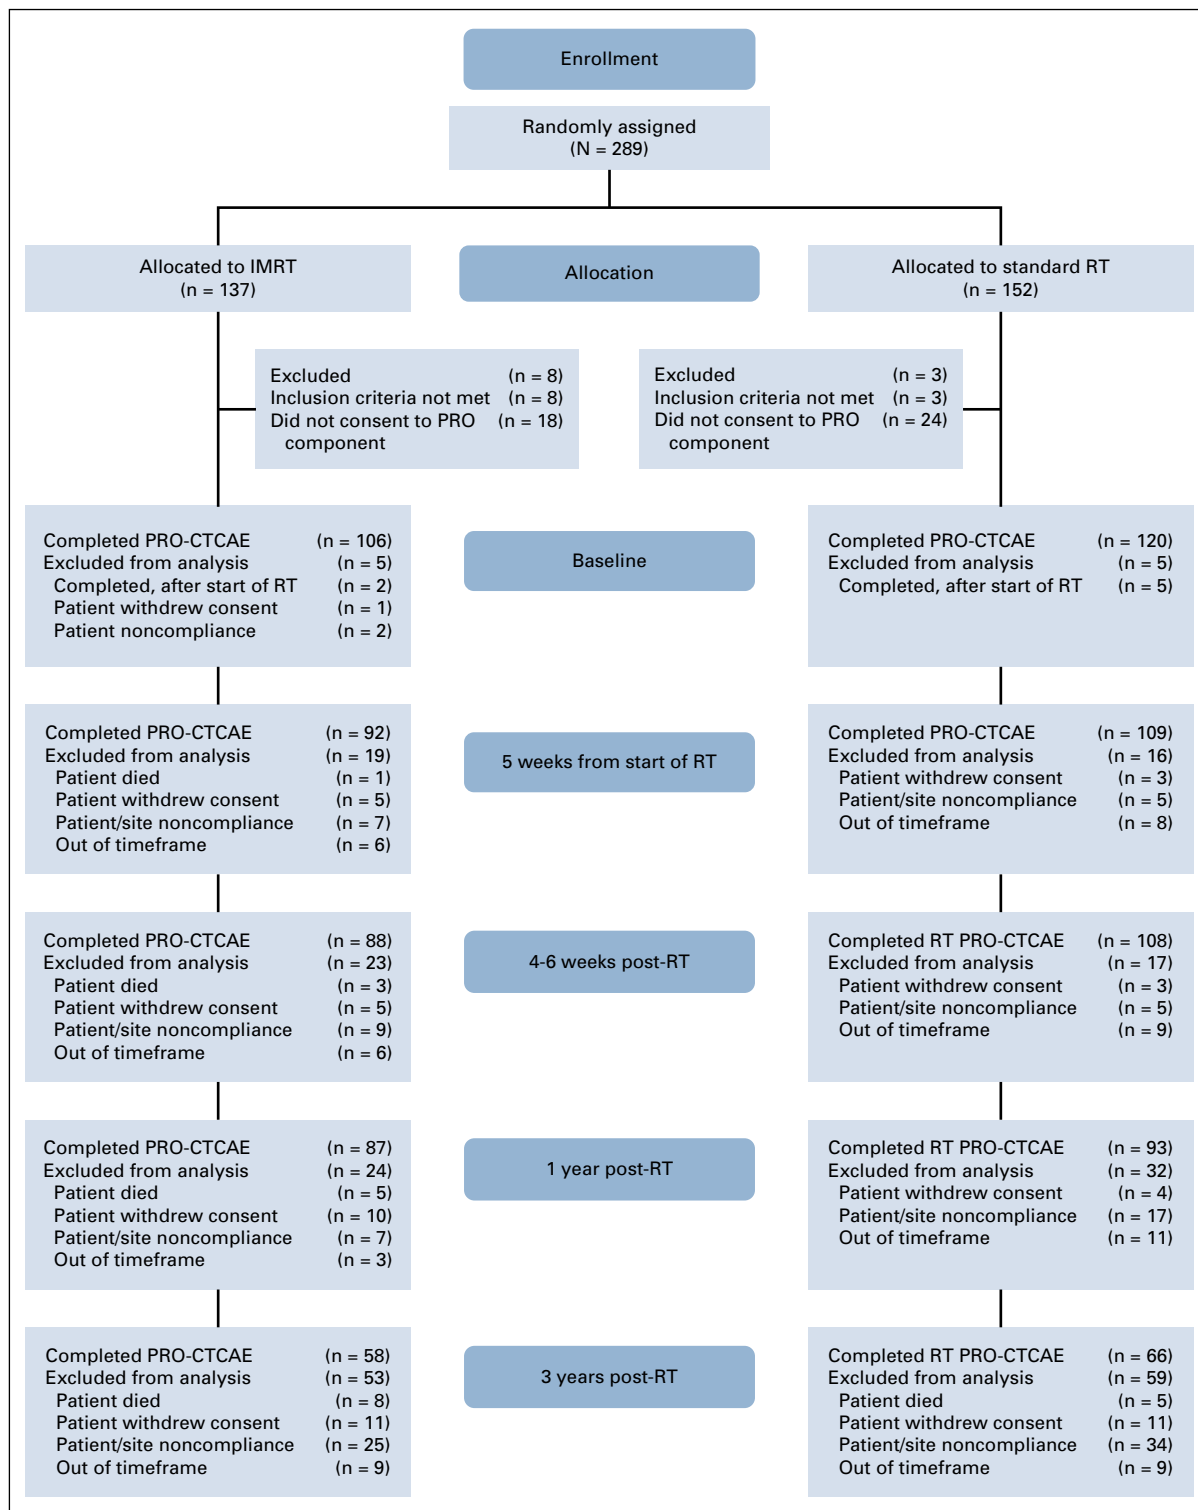 Enrollment
Randomly assigned
(N = 289)
Allocated to IMRT
(n = 137)
Allocation
Allocated to standard RT
(n = 152)
Excluded (n = 8)
Inclusion criteria not met (n = 8)
Did not consent to PRO (n = 18)
component
Excluded (n = 3)
Inclusion criteria not met (n = 3)
Did not consent to PRO (n = 24)
component
Completed PRO-CTCAE (n = 106)
Excluded from analysis (n = 5)
Completed, after start of RT (n = 2)
Patient withdrew consent (n = 1)
Patient noncompliance (n = 2)
Baseline
Completed PRO-CTCAE (n = 120)
Excluded from analysis (n = 5)
Completed, after start of RT (n = 5)
Completed PRO-CTCAE (n = 92)
Excluded from analysis (n = 19)
Patient died (n = 1)
Patient withdrew consent (n = 5)
Patient/site noncompliance (n = 7)
Out of timeframe (n = 6)
5 weeks from start of RT
Completed PRO-CTCAE (n = 109)
Excluded from analysis (n = 16)
Patient withdrew consent (n = 3)
Patient/site noncompliance (n = 5)
Out of timeframe (n = 8)
Completed PRO-CTCAE (n = 88)
Excluded from analysis (n = 23)
Patient died (n = 3)
Patient withdrew consent (n = 5)
Patient/site noncompliance (n = 9)
Out of timeframe (n = 6)
4-6 weeks post-RT
Completed RT PRO-CTCAE (n = 108)
Excluded from analysis (n = 17)
Patient withdrew consent (n = 3)
Patient/site noncompliance (n = 5)
Out of timeframe (n = 9)
Completed PRO-CTCAE (n = 87)
Excluded from analysis (n = 24)
Patient died (n = 5)
Patient withdrew consent (n = 10)
Patient/site noncompliance (n = 7)
Out of timeframe (n = 3)
1 year post-RT
Completed RT PRO-CTCAE (n = 93)
Excluded from analysis (n = 32)
Patient withdrew consent (n = 4)
Patient/site noncompliance (n = 17)
Out of timeframe (n = 11)
Completed PRO-CTCAE (n = 58)
Excluded from analysis (n = 53)
Patient died (n = 8)
Patient withdrew consent (n = 11)
Patient/site noncompliance (n = 25)
Out of timeframe (n = 9)
3 years post-RT
Completed RT PRO-CTCAE (n = 66)
Excluded from analysis (n = 59)
Patient died (n = 5)
Patient withdrew consent (n = 11)
Patient/site noncompliance (n = 34)
Out of timeframe (n = 9)